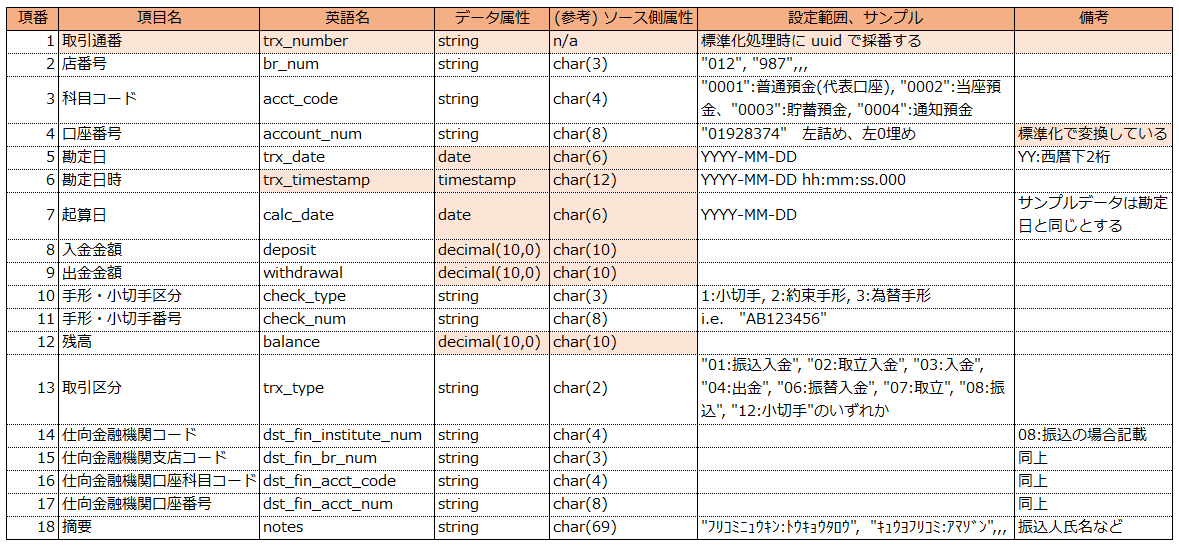 項番 項目名 英語名 データ属性 (参考) ソース側属性 設定範囲、サンプル 備考
1 取引通番 trx_number string n/a 標準化処理時に uuid で採番する
2 店番号 br_num string char(3) "012", "987",,,
3 科目コード acct_code string char(4) "0001":普通預金(代表口座), "0002":当座預
金、"0003":貯蓄預金, "0004":通知預金
4 口座番号 account_num string char(8) "01928374"　左詰め、左0埋め 標準化で変換している
5 勘定日 trx_date date char(6) YYYY-MM-DD YY:西暦下2桁
6 勘定日時 trx_timestamp timestamp char(12) YYYY-MM-DD hh:mm:ss.000
7 起算日 calc_date date char(6) YYYY-MM-DD サンプルデータは勘定
日と同じとする
8 入金金額 deposit decimal(10,0) char(10)
9 出金金額 withdrawal decimal(10,0) char(10)
10 手形・小切手区分 check_type string char(3) 1:小切手, 2:約束手形, 3:為替手形
11 手形・小切手番号 check_num string char(8) i.e.　"AB123456"
12 残高 balance decimal(10,0) char(10)
13 取引区分 trx_type string char(2) "01:振込入金", "02:取立入金", "03:入金",
"04:出金", "06:振替入金", "07:取立", "08:振
込", "12:小切手"のいずれか
14 仕向金融機関コード dst_fin_institute_num string char(4) 08:振込の場合記載
15 仕向金融機関支店コード dst_fin_br_num string char(3) 同上
16 仕向金融機関口座科目コード dst_fin_acct_code string char(4) 同上
17 仕向金融機関口座番号 dst_fin_acct_num string char(8) 同上
18 摘要 notes string char(69) "ﾌﾘｺﾐﾆｭｳｷﾝ:ﾄｳｷｮｳﾀﾛｳ",　"ｷｭｳﾖﾌﾘｺﾐ:ｱﾏｿﾞﾝ",,, 振込人氏名など